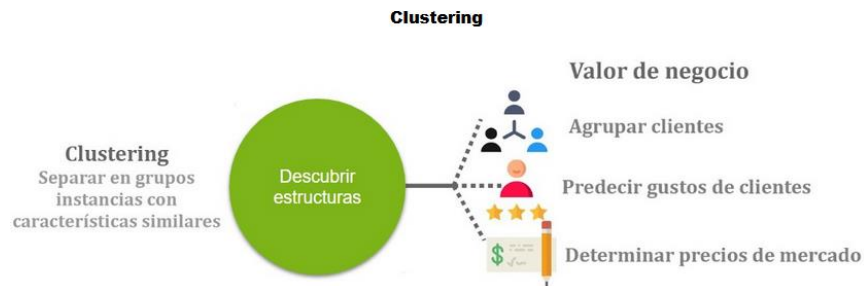 Clustering
Clustering
Separar en grupos
instancias con
características similares
Descubrir
estructuras
Valor de negocio
Agrupar clientes
Predecir gustos de clientes
$
Determinar precios de mercado